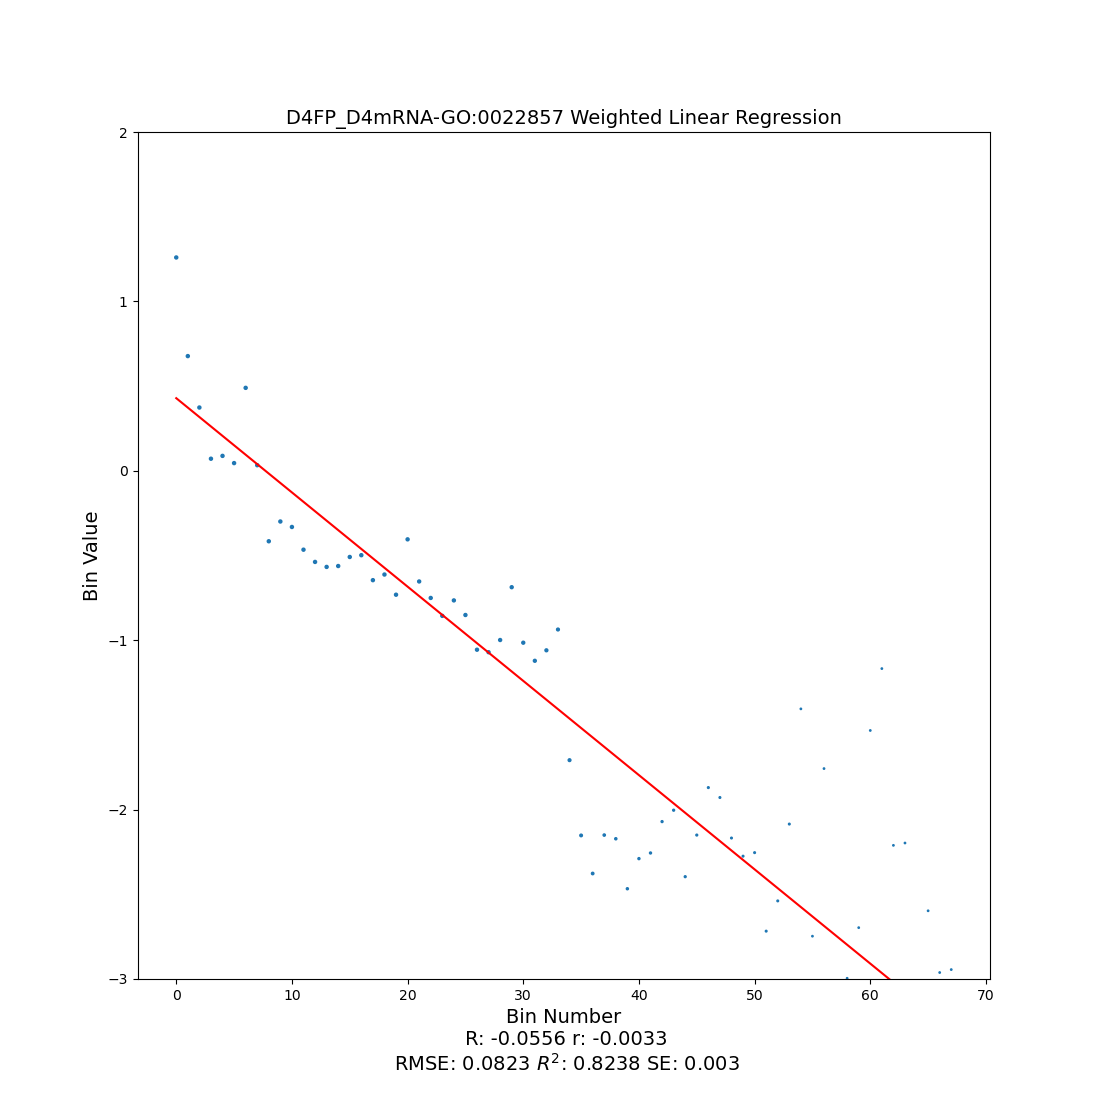 D4FP_D4mRNA-GO:0022857 Weighted Linear Regression
2
1
0
−1
−2
−3
Bin Value
0 10 20 30 40 50 60 70
Bin Number
R: -0.0556 r: -0.0033
RMSE: 0.0823 R²: 0.8238 SE: 0.003